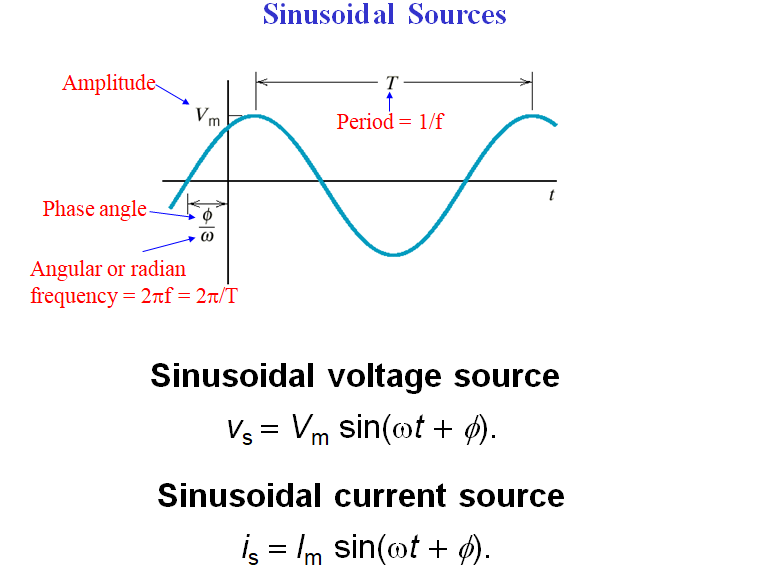 Sinusoidal Sources
Amplitude
T
Vm
Period = 1/f
t
Phase angle
ϕ
ω
Angular or radian
frequency = 2πf = 2π/T
Sinusoidal voltage source
vs = Vm sin(ωt + ϕ).
Sinusoidal current source
is = Im sin(ωt + ϕ).